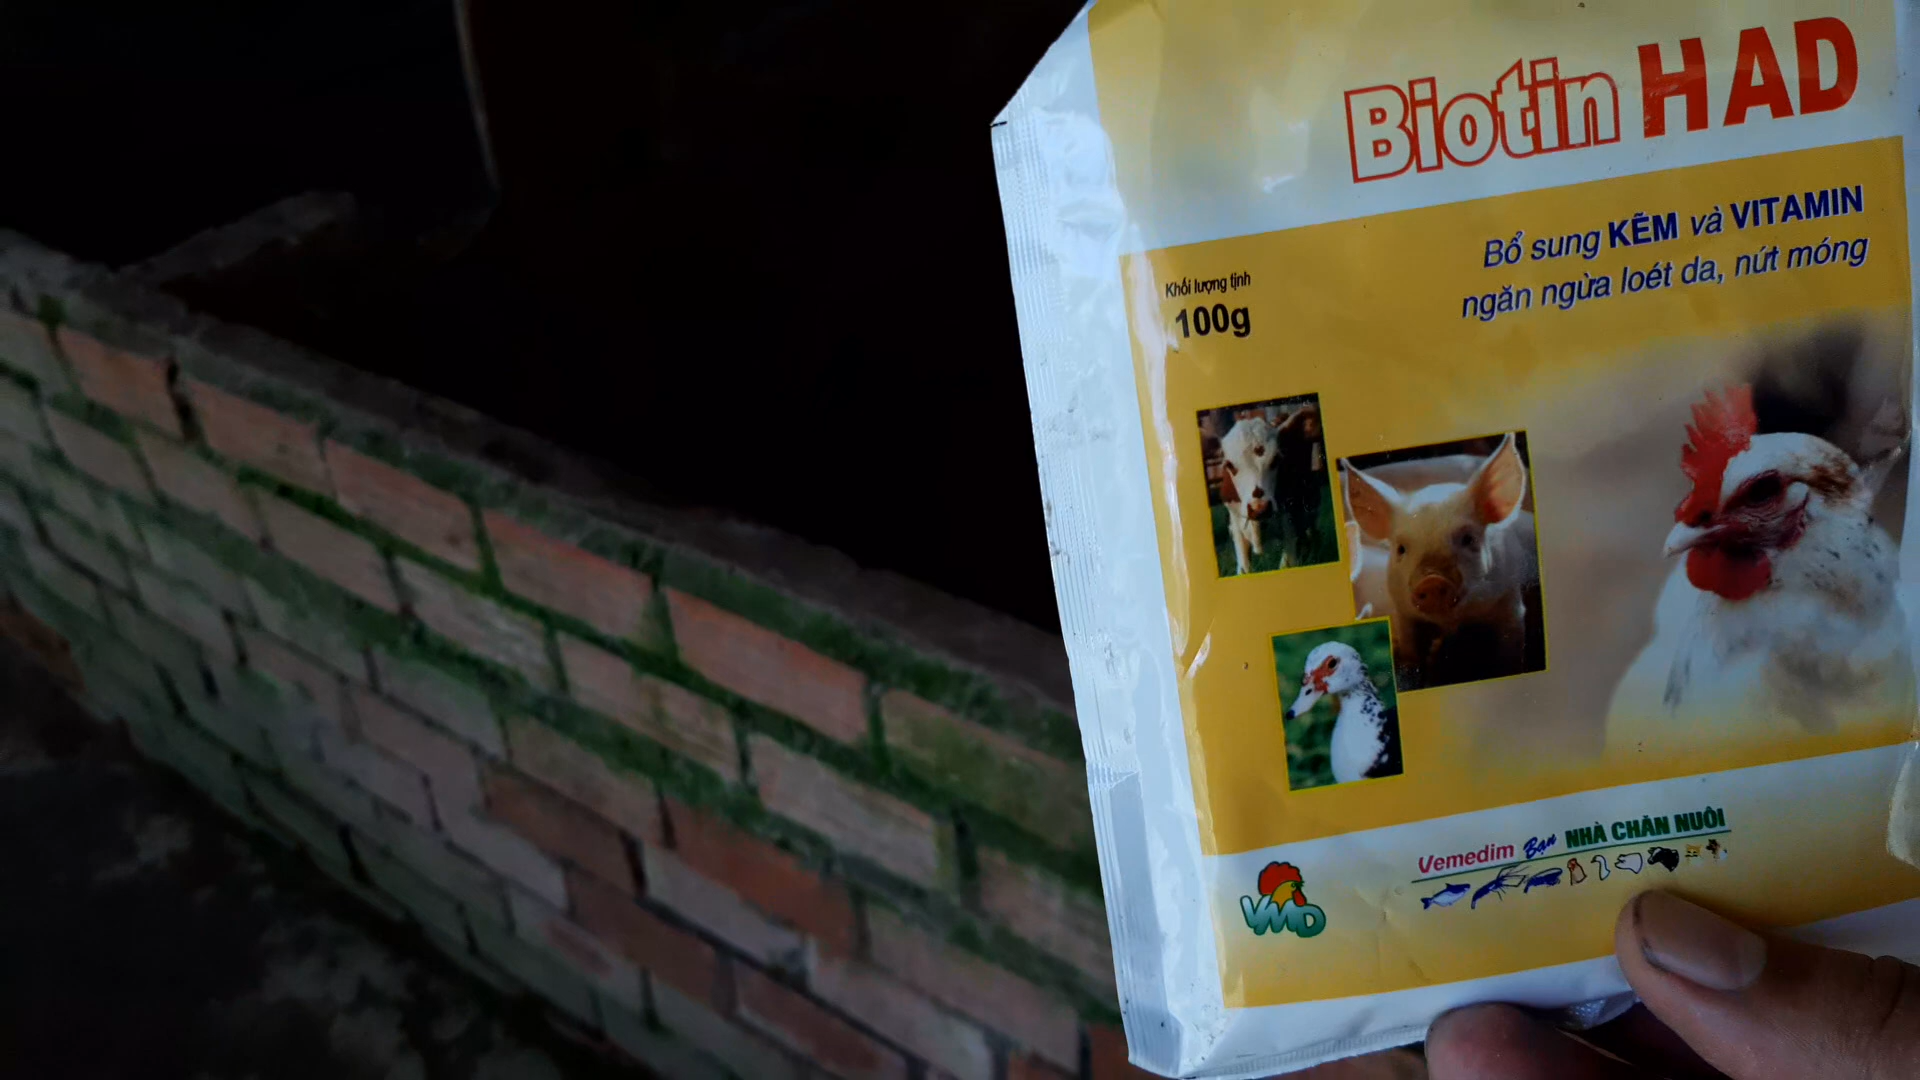 Biotin HAD
Bổ sung KẼM và VITAMIN
ngăn ngừa loét da, nứt móng
Khối lượng tịnh
100g
Vemedim Bạn NHÀ CHĂN NUÔI
VMD